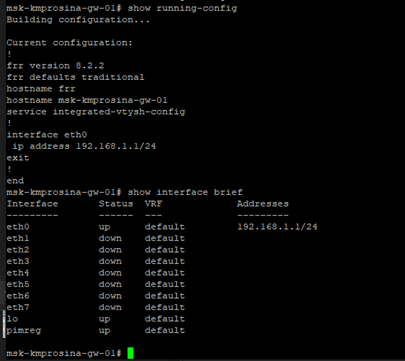 msk-kmprosina-gw-01# show running-config
Building configuration...

Current configuration:
!
frr version 8.2.2
frr defaults traditional
hostname frr
hostname msk-kmprosina-gw-01
service integrated-vtysh-config
!
interface eth0
 ip address 192.168.1.1/24
exit
!
end
msk-kmprosina-gw-01# show interface brief
Interface       Status  VRF             Addresses
---------       ------  ---             ---------
eth0            up      default         192.168.1.1/24
eth1            down    default
eth2            down    default
eth3            down    default
eth4            down    default
eth5            down    default
eth6            down    default
eth7            down    default
lo              up      default
pimreg          up      default

msk-kmprosina-gw-01#